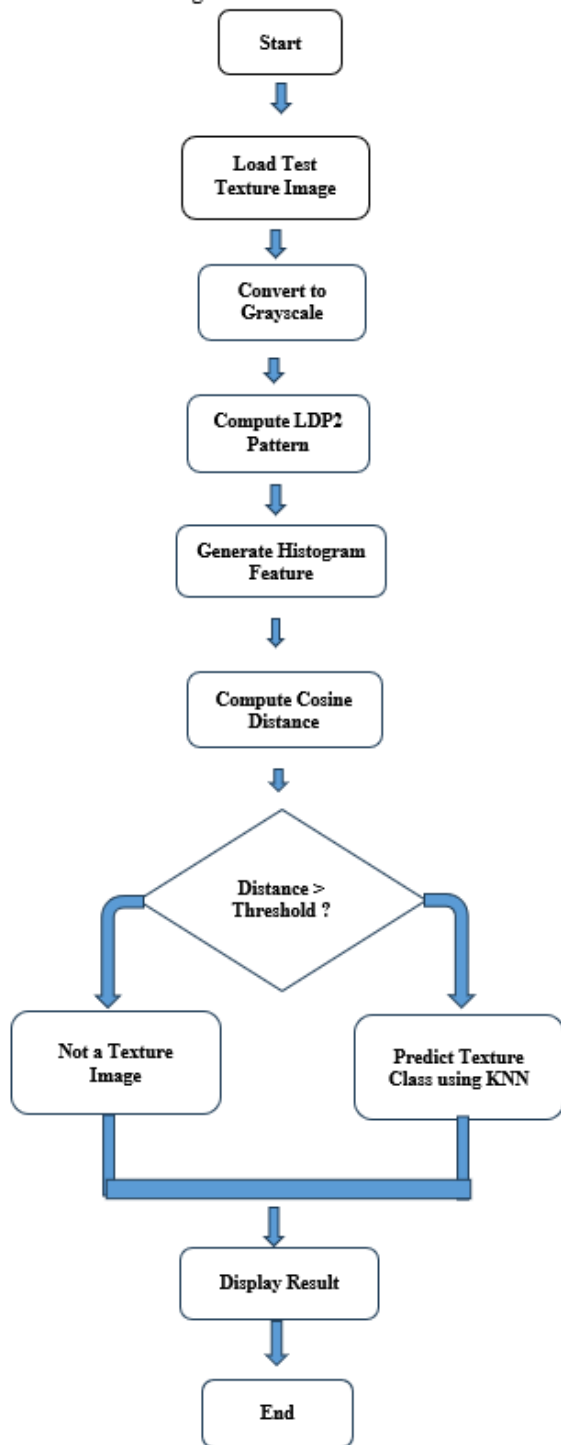 Start
Load Test
Texture Image
Convert to
Grayscale
Compute LDP2
Pattern
Generate Histogram
Feature
Compute Cosine
Distance
Distance >
Threshold ?
Not a Texture
Image
Predict Texture
Class using KNN
Display Result
End